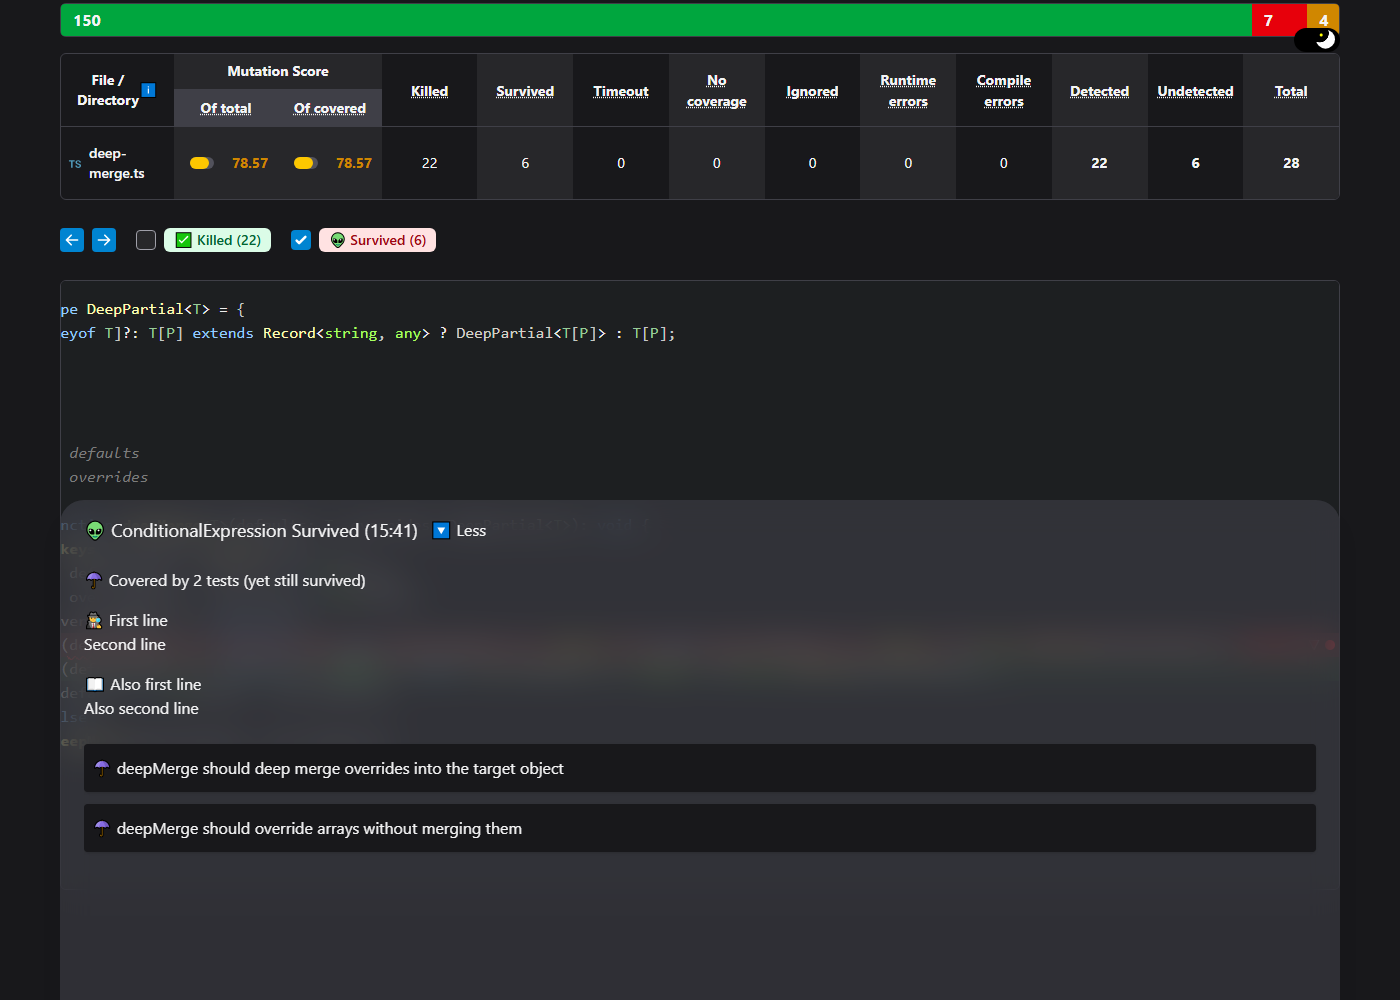 150 7 4
File / Directory i Mutation Score Killed Survived Timeout No coverage Ignored Runtime errors Compile errors Detected Undetected Total
Of total Of covered
TS deep-merge.ts 78.57 78.57 22 6 0 0 0 0 0 22 6 28
Killed (22) Survived (6)
pe DeepPartial<T> = {
eyof T]?: T[P] extends Record<string, any> ? DeepPartial<T[P]> : T[P];
defaults
overrides
ConditionalExpression Survived (15:41) Less
Covered by 2 tests (yet still survived)
First line
Second line
Also first line
Also second line
deepMerge should deep merge overrides into the target object
deepMerge should override arrays without merging them